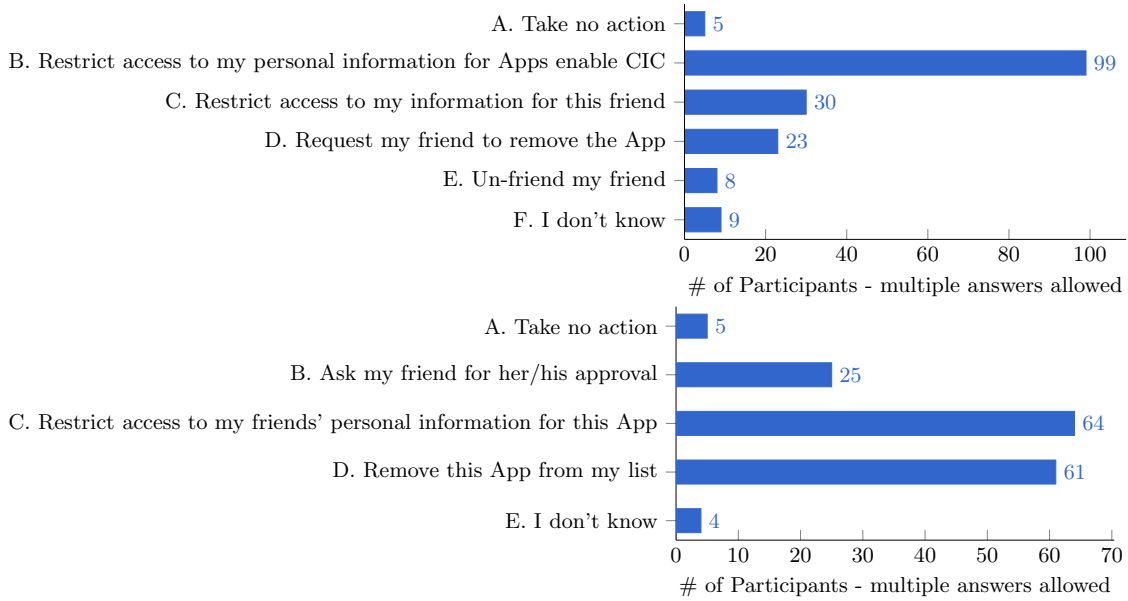 A. Take no action 5
B. Restrict access to my personal information for Apps enable CIC 99
C. Restrict access to my information for this friend 30
D. Request my friend to remove the App 23
E. Un-friend my friend 8
F. I don't know 9
0 20 40 60 80 100
# of Participants - multiple answers allowed
A. Take no action 5
B. Ask my friend for her/his approval 25
C. Restrict access to my friends' personal information for this App 64
D. Remove this App from my list 61
E. I don't know 4
0 10 20 30 40 50 60 70
# of Participants - multiple answers allowed